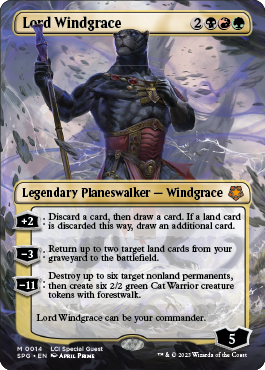 Lord Windgrace 2
Legendary Planeswalker — Windgrace
+2 : Discard a card, then draw a card. If a land card
is discarded this way, draw an additional card.
−3 : Return up to two target land cards from your
graveyard to the battlefield.
−11 : Destroy up to six target nonland permanents,
then create six 2/2 green Cat Warrior creature
tokens with forestwalk.
Lord Windgrace can be your commander.
5
M 0014 LCI Special Guest
SPG • EN April Prime
™ & © 2023 Wizards of the Coast